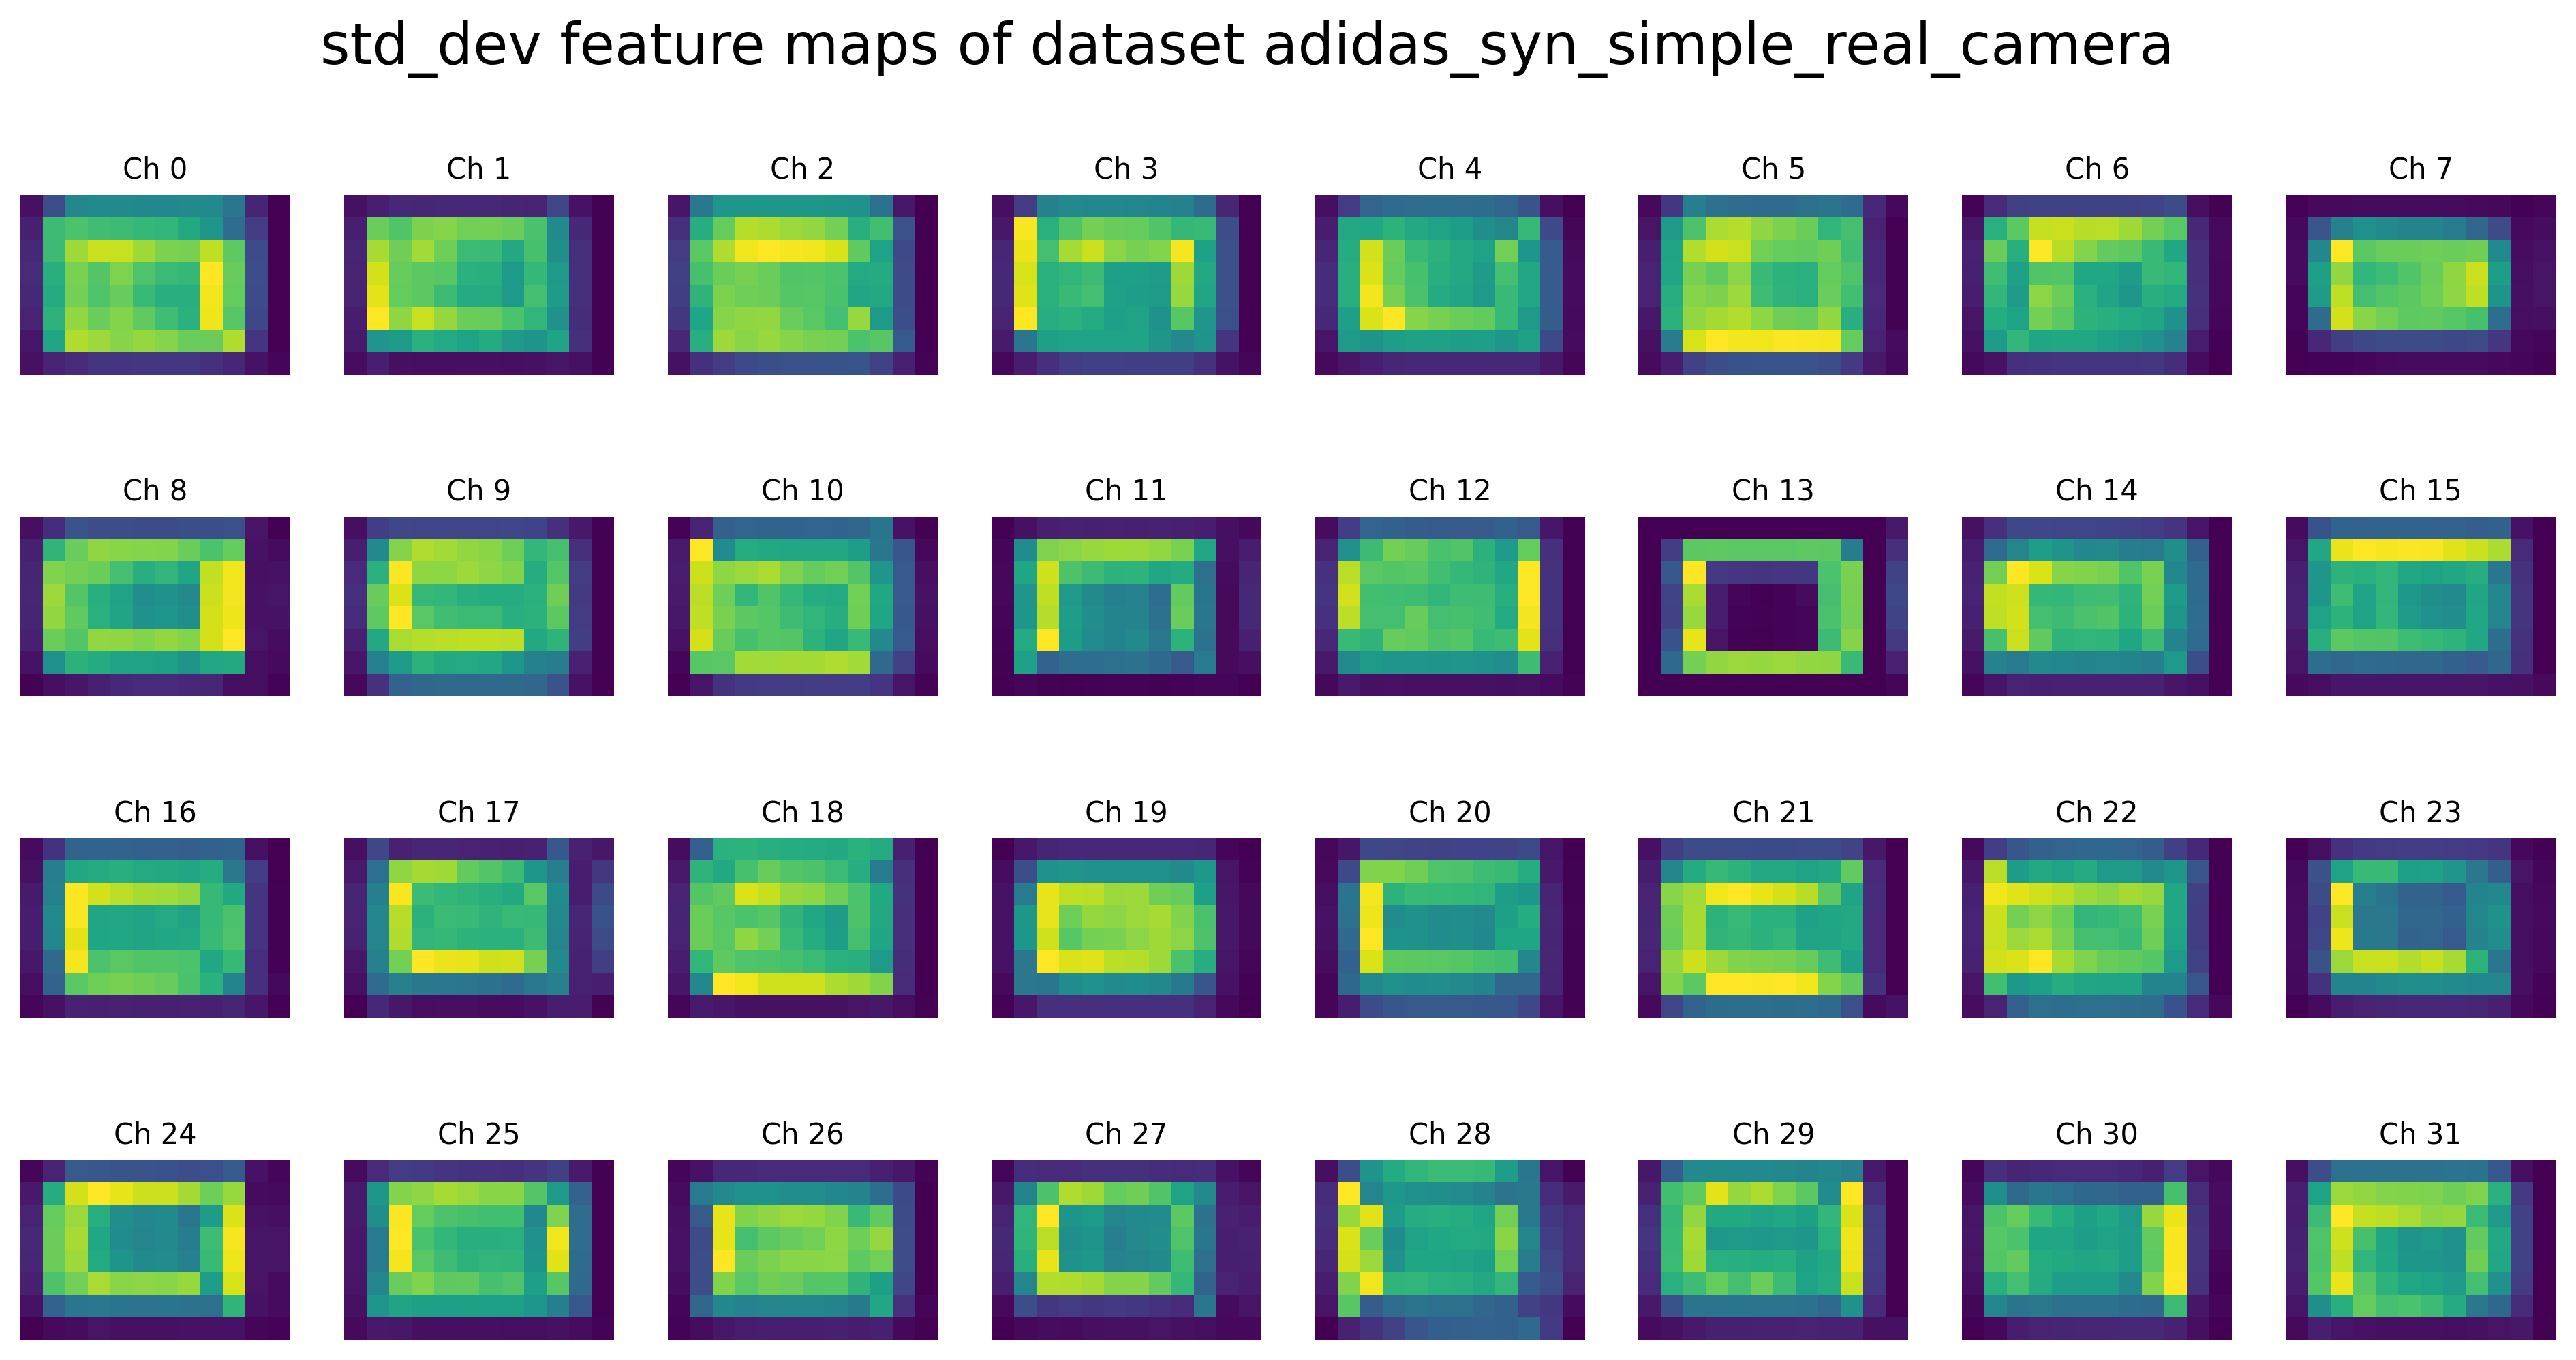 std_dev feature maps of dataset adidas_syn_simple_real_camera
Ch 0 Ch 1 Ch 2 Ch 3 Ch 4 Ch 5 Ch 6 Ch 7
Ch 8 Ch 9 Ch 10 Ch 11 Ch 12 Ch 13 Ch 14 Ch 15
Ch 16 Ch 17 Ch 18 Ch 19 Ch 20 Ch 21 Ch 22 Ch 23
Ch 24 Ch 25 Ch 26 Ch 27 Ch 28 Ch 29 Ch 30 Ch 31